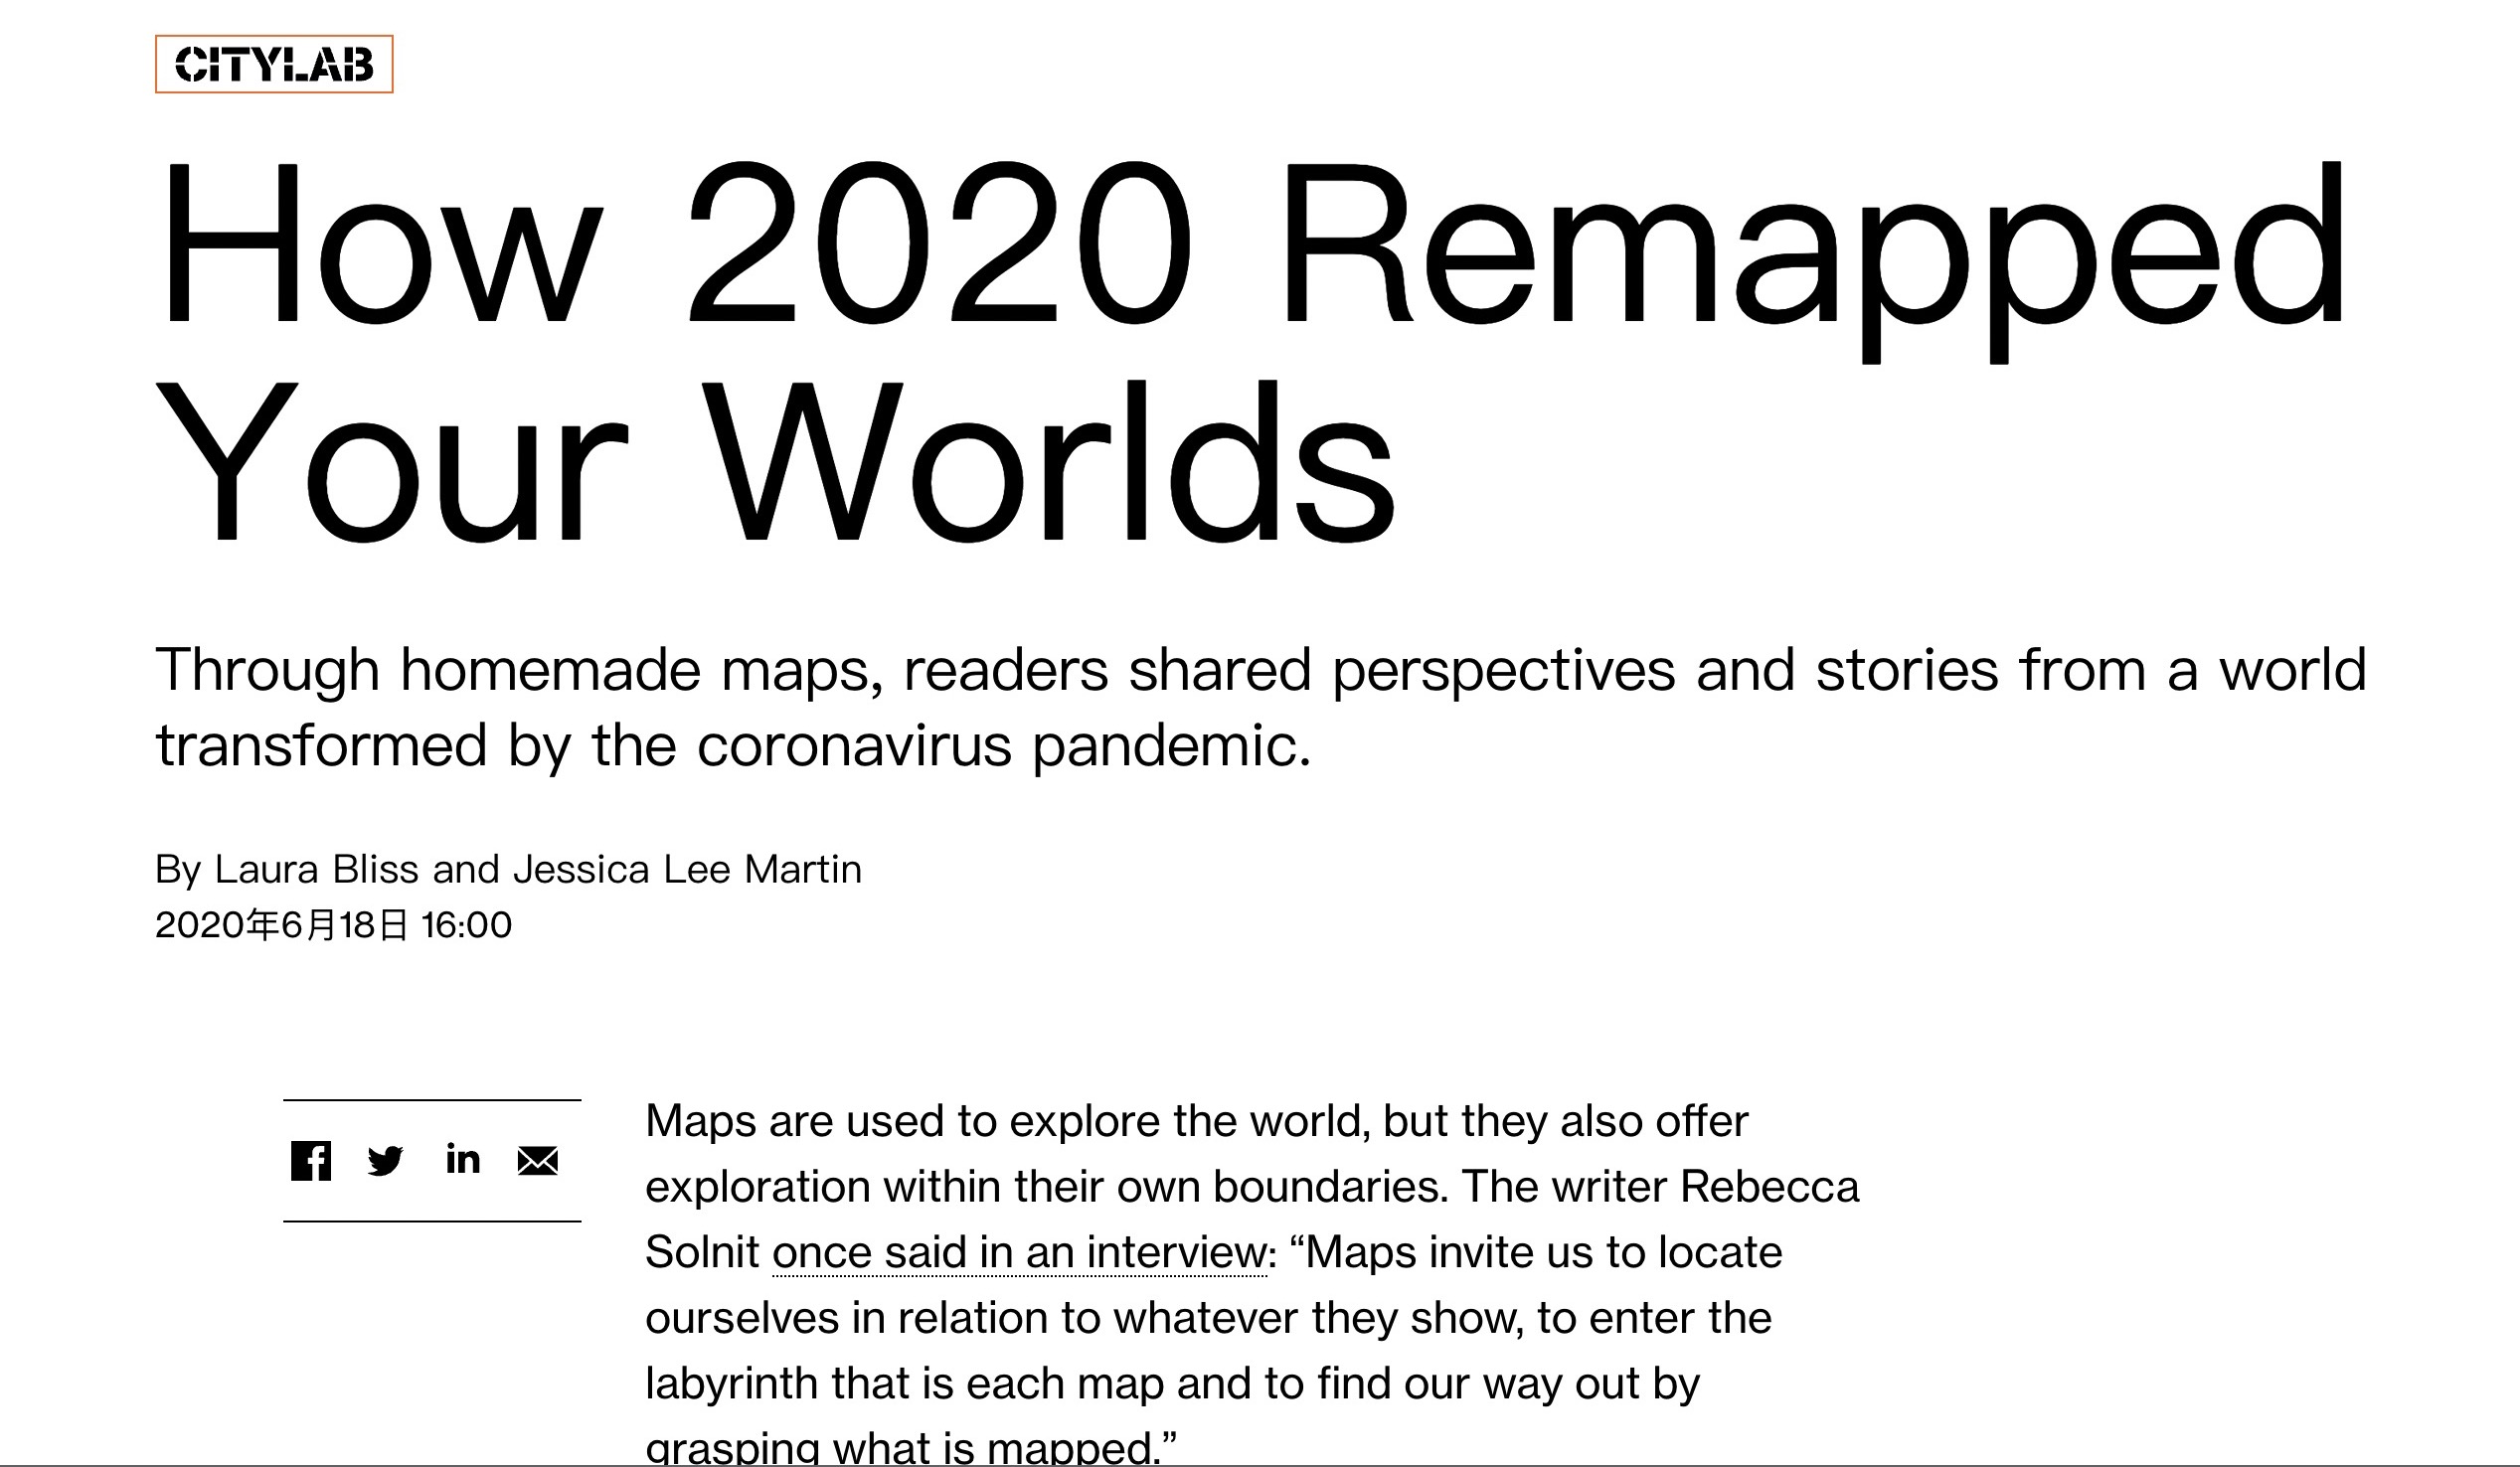 CITYLAB
How 2020 Remapped
Your Worlds
Through homemade maps, readers shared perspectives and stories from a world
transformed by the coronavirus pandemic.
By Laura Bliss and Jessica Lee Martin
2020年6月18日 16:00
Maps are used to explore the world, but they also offer
exploration within their own boundaries. The writer Rebecca
Solnit once said in an interview: “Maps invite us to locate
ourselves in relation to whatever they show, to enter the
labyrinth that is each map and to find our way out by
grasping what is mapped.”